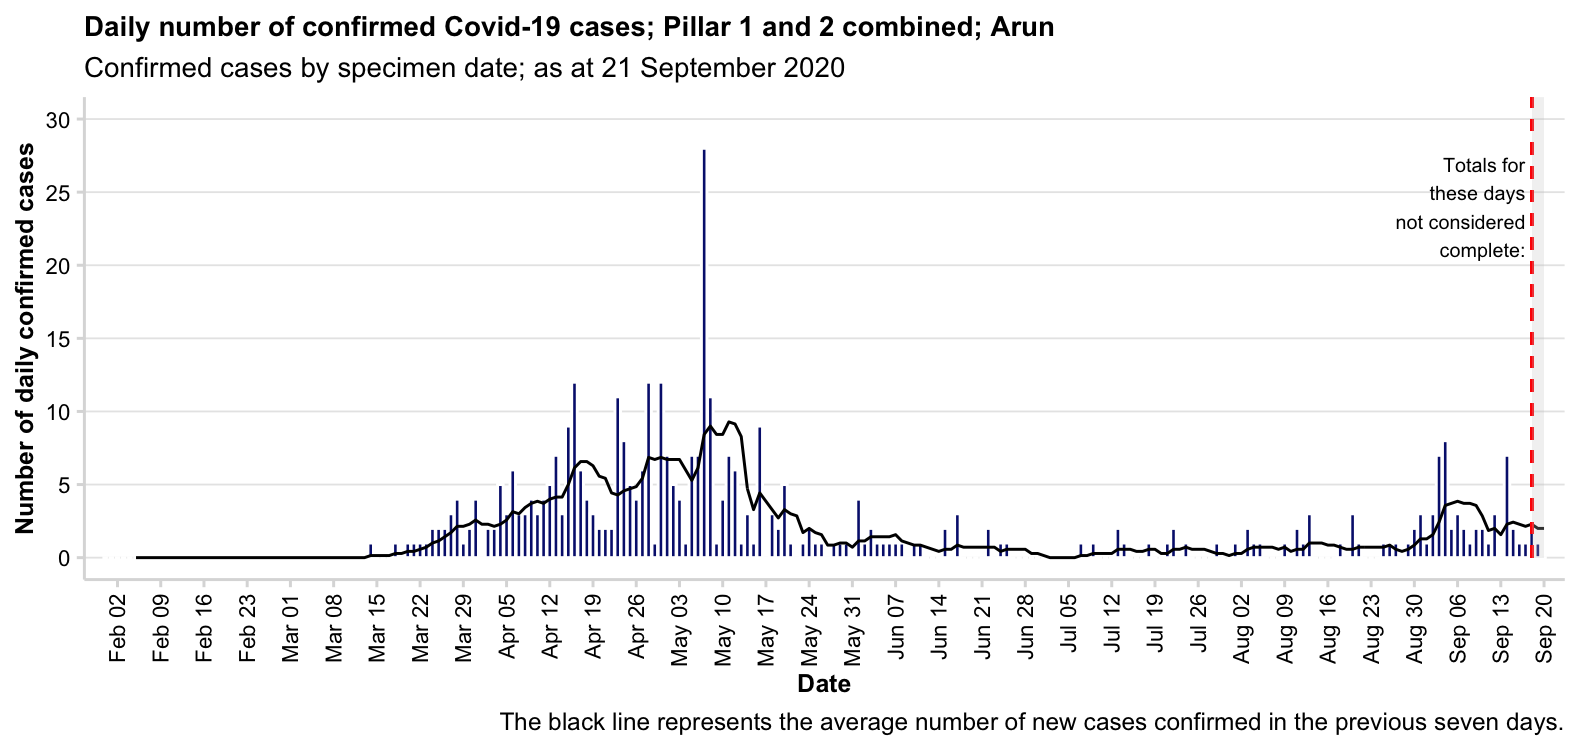 Daily number of confirmed Covid-19 cases; Pillar 1 and 2 combined; Arun
Confirmed cases by specimen date; as at 21 September 2020
Number of daily confirmed cases
30
25
20
15
10
5
0
Totals for
these days
not considered
complete:
Feb 02
Feb 09
Feb 16
Feb 23
Mar 01
Mar 08
Mar 15
Mar 22
Mar 29
Apr 05
Apr 12
Apr 19
Apr 26
May 03
May 10
May 17
May 24
May 31
Jun 07
Jun 14
Jun 21
Jun 28
Jul 05
Jul 12
Jul 19
Jul 26
Aug 02
Aug 09
Aug 16
Aug 23
Aug 30
Sep 06
Sep 13
Sep 20
Date
The black line represents the average number of new cases confirmed in the previous seven days.